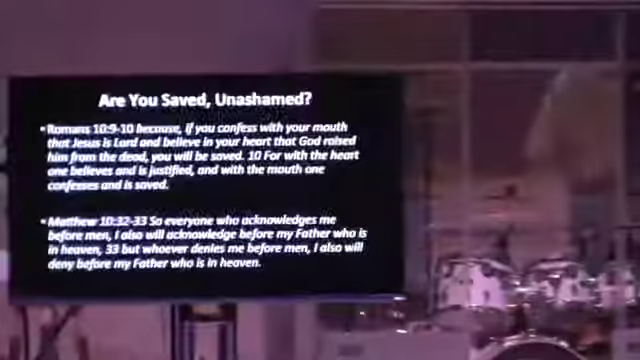 Are You Saved, Unashamed?
▪Romans 10:9-10 because, if you confess with your mouth
that Jesus is Lord and believe in your heart that God raised
him from the dead, you will be saved. 10 For with the heart
one believes and is justified, and with the mouth one
confesses and is saved.
▪Matthew 10:32-33 So everyone who acknowledges me
before men, I also will acknowledge before my Father who is
in heaven, 33 but whoever denies me before men, I also will
deny before my Father who is in heaven.